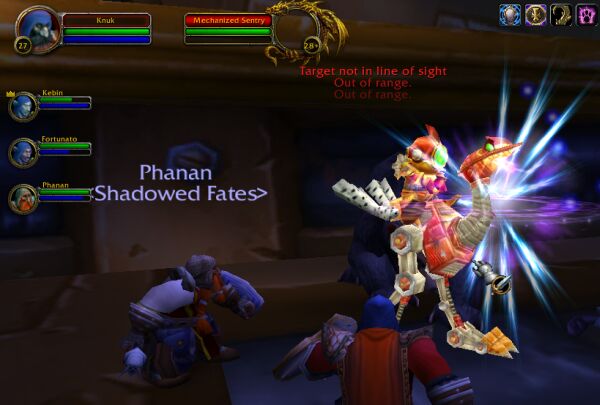 Knuk
27
Mechanized Sentry
28+
Target not in line of sight
Out of range.
Out of range.
Kebin
Fortunato
Phanan
Phanan
Shadowed Fates>